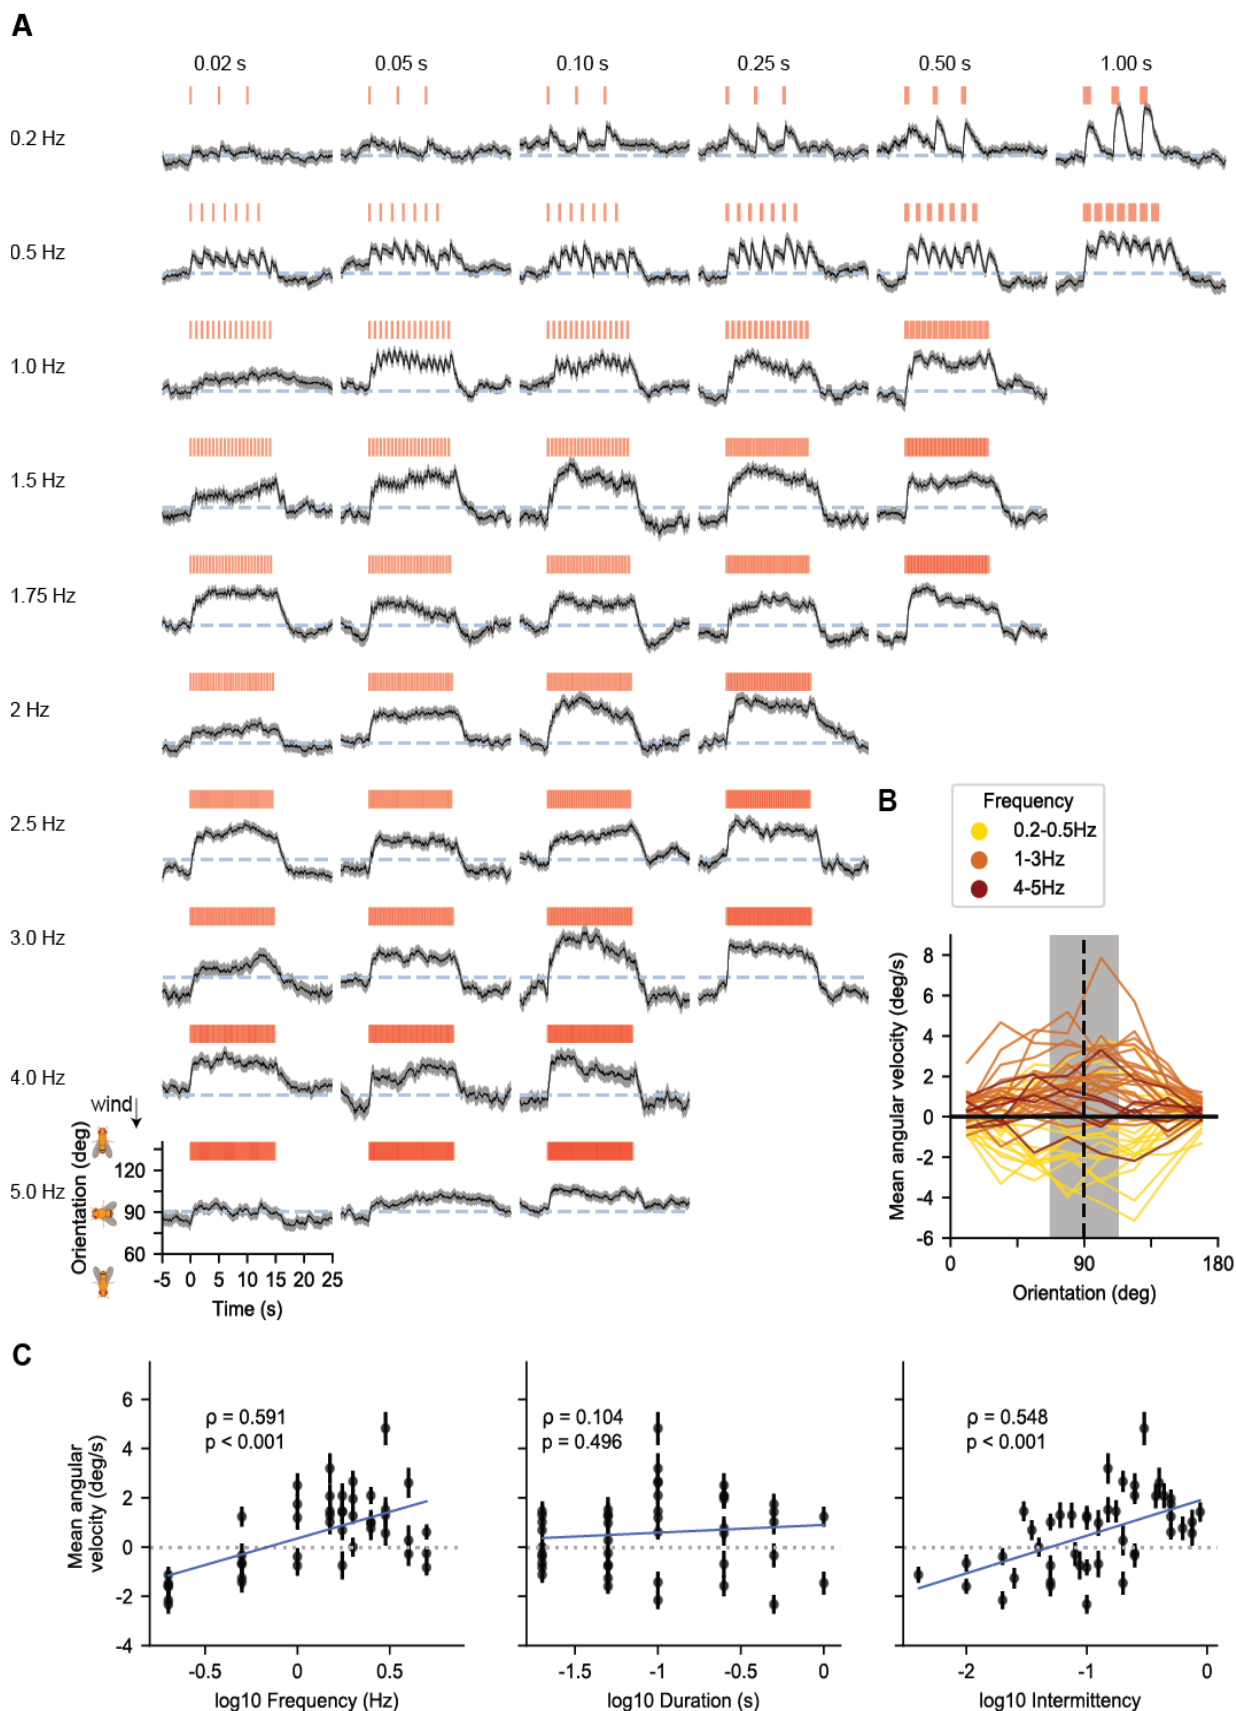 A
0.02 s 0.05 s 0.10 s 0.25 s 0.50 s 1.00 s
0.2 Hz
0.5 Hz
1.0 Hz
1.5 Hz
1.75 Hz
2 Hz
2.5 Hz
3.0 Hz
4.0 Hz
5.0 Hz
wind
Orientation (deg)
120
90
60
-5 0 5 10 15 20 25
Time (s)
B
Frequency
0.2-0.5Hz
1-3Hz
4-5Hz
Mean angular velocity (deg/s)
8
6
4
2
0
-2
-4
-6
0 90 180
Orientation (deg)
C
Mean angular
velocity (deg/s)
6
4
2
0
-2
-4
ρ = 0.591
p < 0.001
-0.5 0 0.5
log10 Frequency (Hz)
ρ = 0.104
p = 0.496
-1.5 -1 -0.5 0
log10 Duration (s)
ρ = 0.548
p < 0.001
-2 -1 0
log10 Intermittency